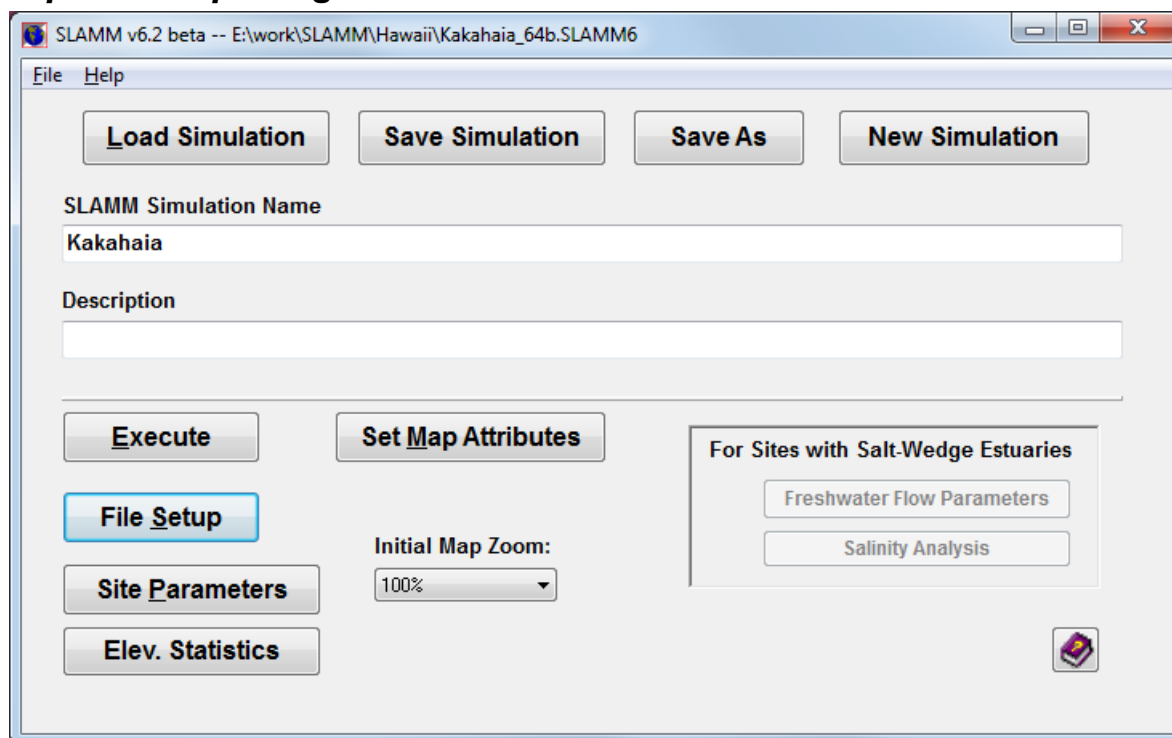 SLAMM v6.2 beta -- E:\work\SLAMM\Hawaii\Kakahaia_64b.SLAMM6
File Help
Load Simulation Save Simulation Save As New Simulation
SLAMM Simulation Name
Kakahaia
Description
Execute Set Map Attributes
For Sites with Salt-Wedge Estuaries
Freshwater Flow Parameters
File Setup
Initial Map Zoom:
Salinity Analysis
100%
Site Parameters
Elev. Statistics